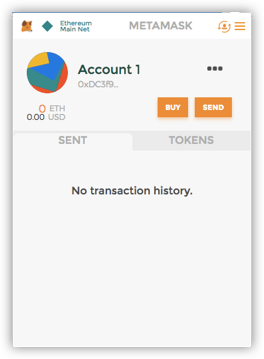 Ethereum
Main Net
METAMASK
Account 1
0xDC3f9...
0 ETH
0.00 USD
BUY
SEND
SENT
TOKENS
No transaction history.